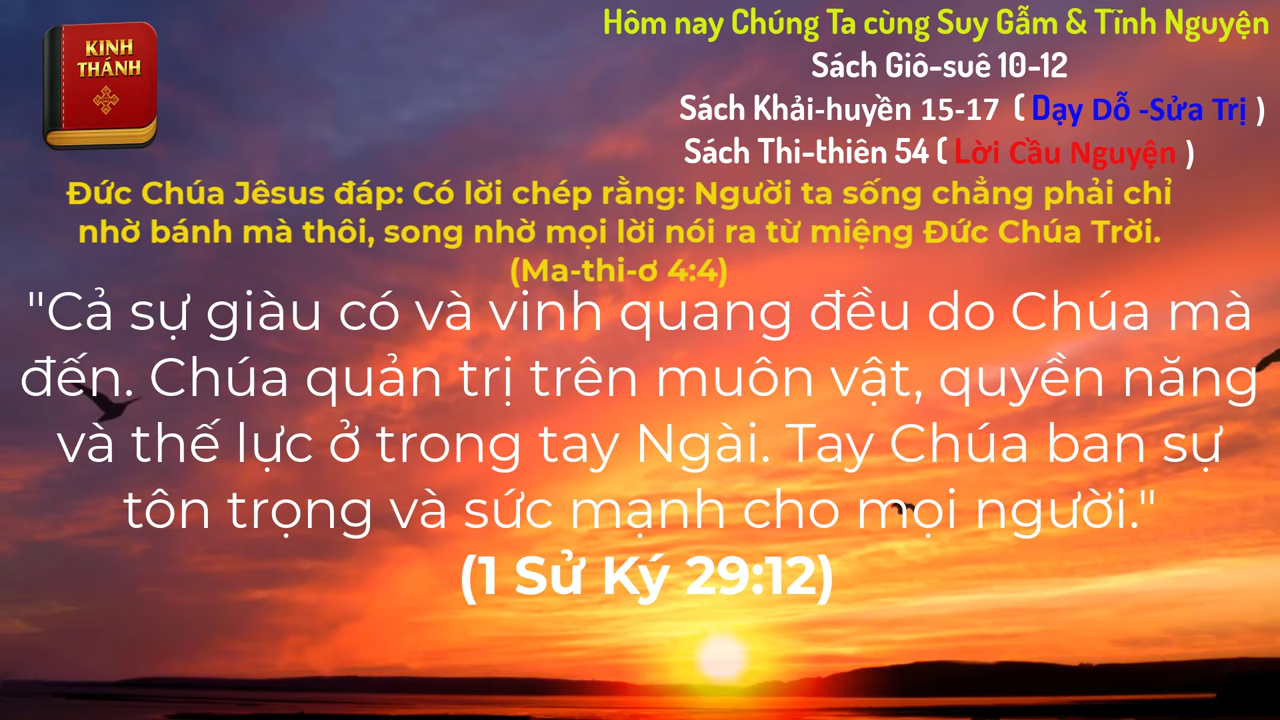 KINH
THÁNH
Hôm nay Chúng Ta cùng Suy Gẫm & Tĩnh Nguyện
Sách Giô-suê 10-12
Sách Khải-huyền 15-17 ( Dạy Dỗ -Sửa Trị )
Sách Thi-thiên 54 ( Lời Cầu Nguyện )
Đức Chúa Jêsus đáp: Có lời chép rằng: Người ta sống chẳng phải chỉ
nhờ bánh mà thôi, song nhờ mọi lời nói ra từ miệng Đức Chúa Trời.
(Ma-thi-ơ 4:4)
"Cả sự giàu có và vinh quang đều do Chúa mà
đến. Chúa quản trị trên muôn vật, quyền năng
và thế lực ở trong tay Ngài. Tay Chúa ban sự
tôn trọng và sức mạnh cho mọi người."
(1 Sử Ký 29:12)